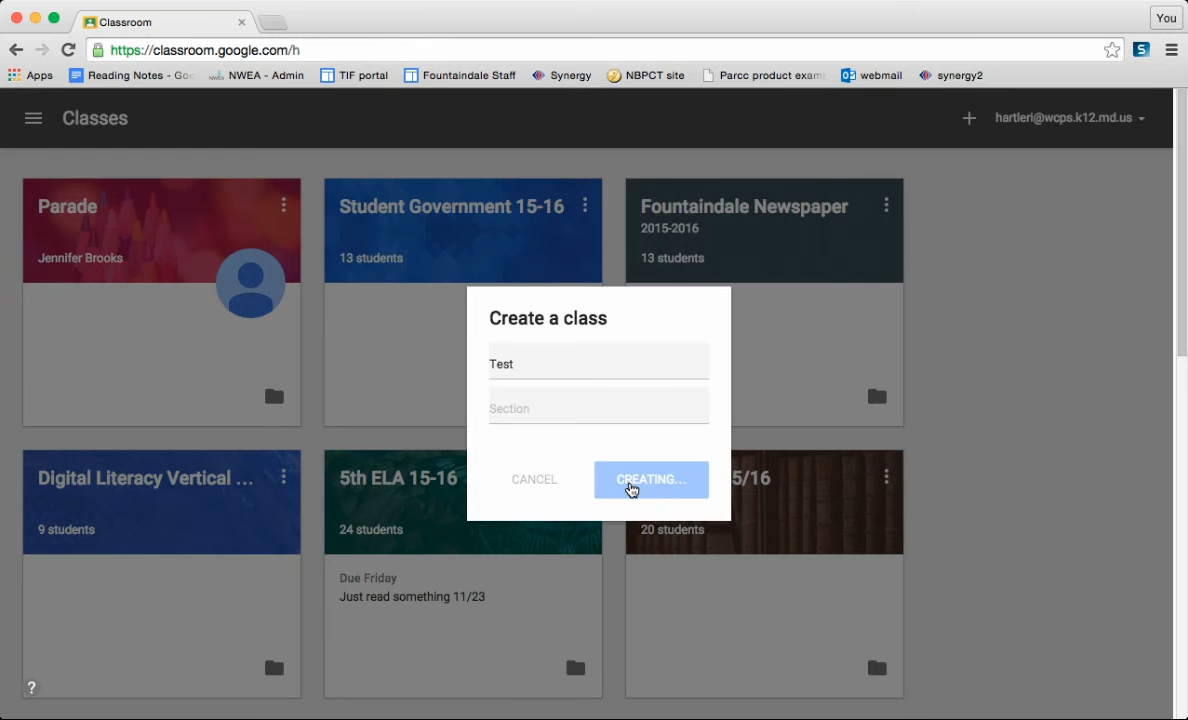 Classroom
You
https://classroom.google.com/h
Apps
Reading Notes - Goo
NWEA - Admin
TIF portal
Fountaindale Staff
Synergy
NBPCT site
Parcc product exam
webmail
synergy2
Classes
hartleri@wcps.k12.md.us
Parade
Jennifer Brooks
Student Government 15-16
13 students
Fountaindale Newspaper
2015-2016
13 students
Create a class
Test
Section
CANCEL
CREATING...
Digital Literacy Vertical ...
9 students
5th ELA 15-16
24 students
Due Friday
Just read something 11/23
5/16
20 students
?